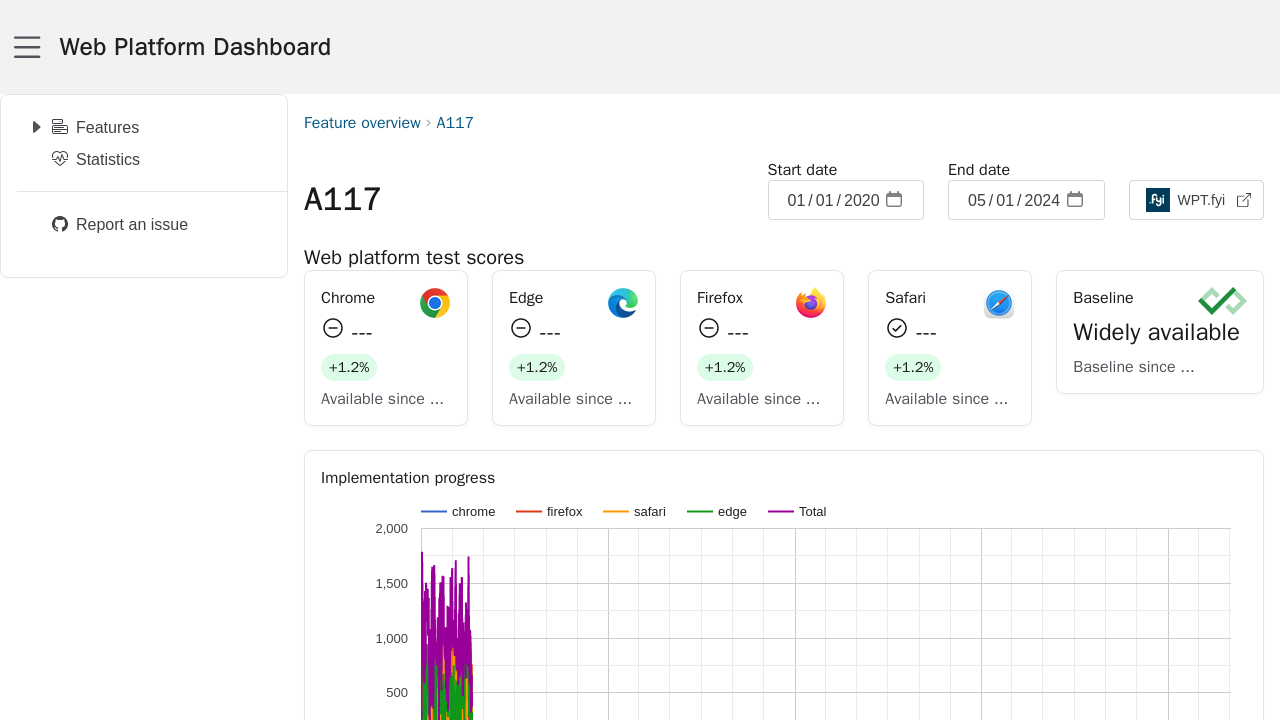 Web Platform Dashboard
Features
Statistics
Report an issue
Feature overview › A117
A117
Start date
01/01/2020
End date
05/01/2024
.fyi WPT.fyi
Web platform test scores
Chrome
---
+1.2%
Available since ...
Edge
---
+1.2%
Available since ...
Firefox
---
+1.2%
Available since ...
Safari
---
+1.2%
Available since ...
Baseline
Widely available
Baseline since ...
Implementation progress
chrome firefox safari edge Total
2,000
1,500
1,000
500